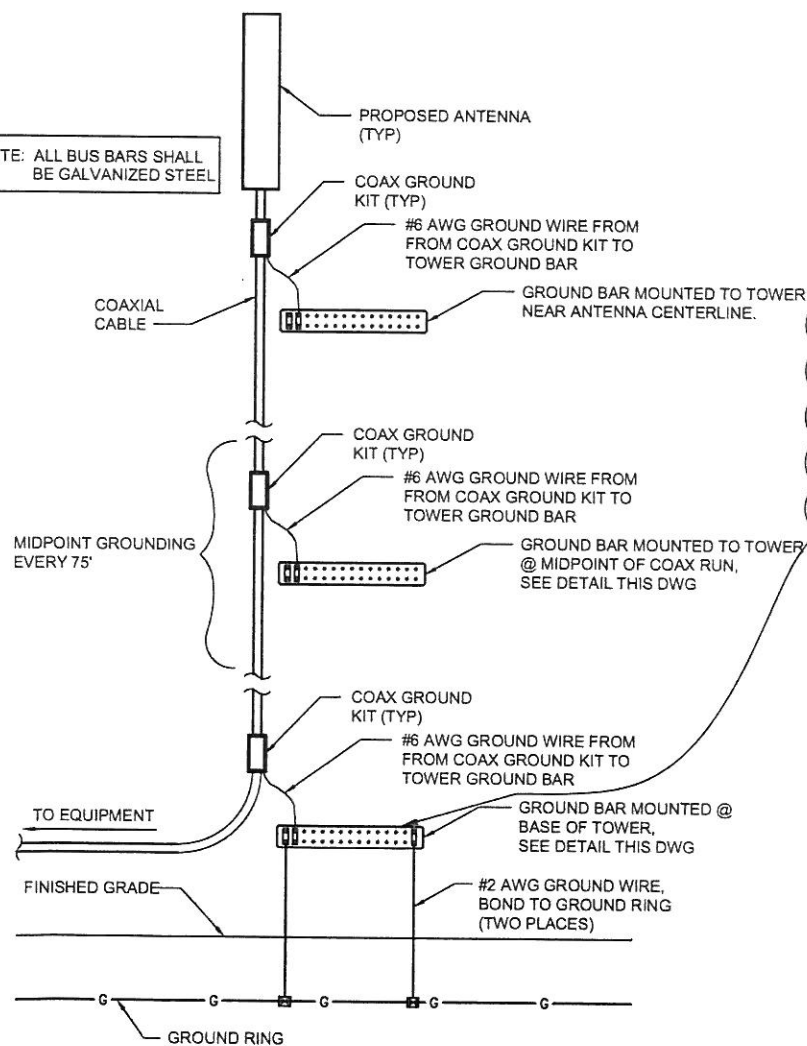 PROPOSED ANTENNA
(TYP)
TE: ALL BUS BARS SHALL
BE GALVANIZED STEEL
COAX GROUND
KIT (TYP)
#6 AWG GROUND WIRE FROM
FROM COAX GROUND KIT TO
TOWER GROUND BAR
COAXIAL
CABLE
GROUND BAR MOUNTED TO TOWER
NEAR ANTENNA CENTERLINE.
COAX GROUND
KIT (TYP)
#6 AWG GROUND WIRE FROM
FROM COAX GROUND KIT TO
TOWER GROUND BAR
MIDPOINT GROUNDING
EVERY 75'
GROUND BAR MOUNTED TO TOWER
@ MIDPOINT OF COAX RUN,
SEE DETAIL THIS DWG
COAX GROUND
KIT (TYP)
#6 AWG GROUND WIRE FROM
FROM COAX GROUND KIT TO
TOWER GROUND BAR
TO EQUIPMENT
GROUND BAR MOUNTED @
BASE OF TOWER,
SEE DETAIL THIS DWG
FINISHED GRADE
#2 AWG GROUND WIRE,
BOND TO GROUND RING
(TWO PLACES)
G G G G G
GROUND RING